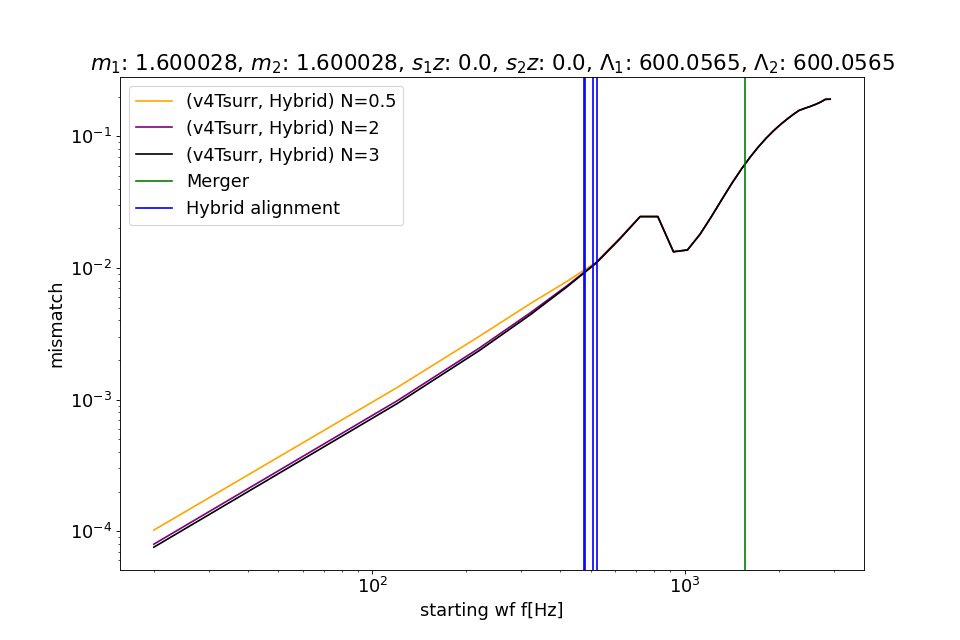 m₁: 1.600028, m₂: 1.600028, s₁z: 0.0, s₂z: 0.0, Λ₁: 600.0565, Λ₂: 600.0565
(v4Tsurr, Hybrid) N=0.5
(v4Tsurr, Hybrid) N=2
(v4Tsurr, Hybrid) N=3
Merger
Hybrid alignment
10⁻¹
10⁻²
10⁻³
10⁻⁴
mismatch
10² 10³
starting wf f[Hz]